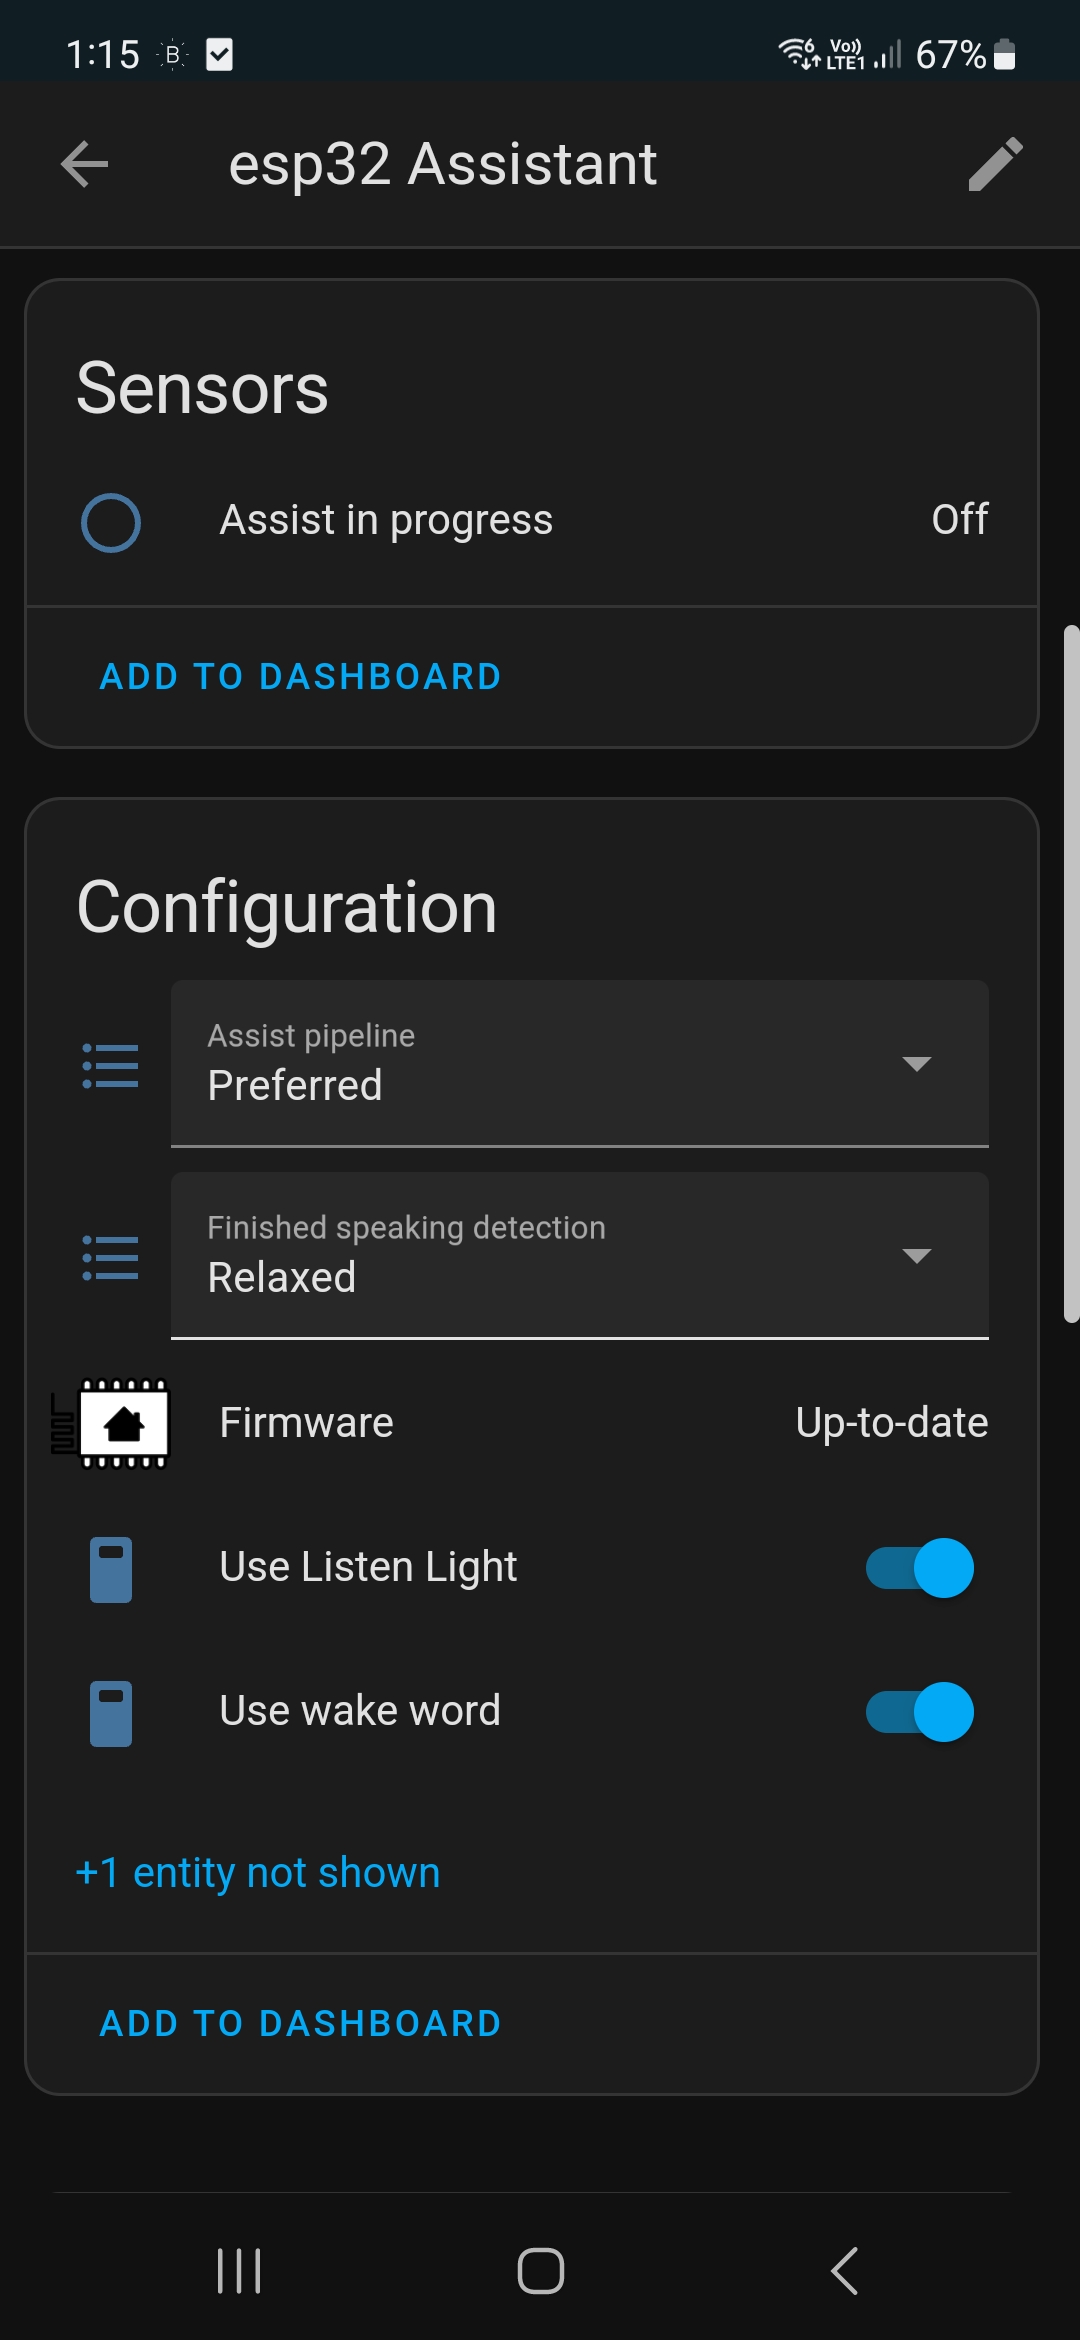 1:15 B 6 Vo)) LTE1 67%
esp32 Assistant
Sensors
Assist in progress Off
ADD TO DASHBOARD
Configuration
Assist pipeline
Preferred
Finished speaking detection
Relaxed
Firmware Up-to-date
Use Listen Light
Use wake word
+1 entity not shown
ADD TO DASHBOARD